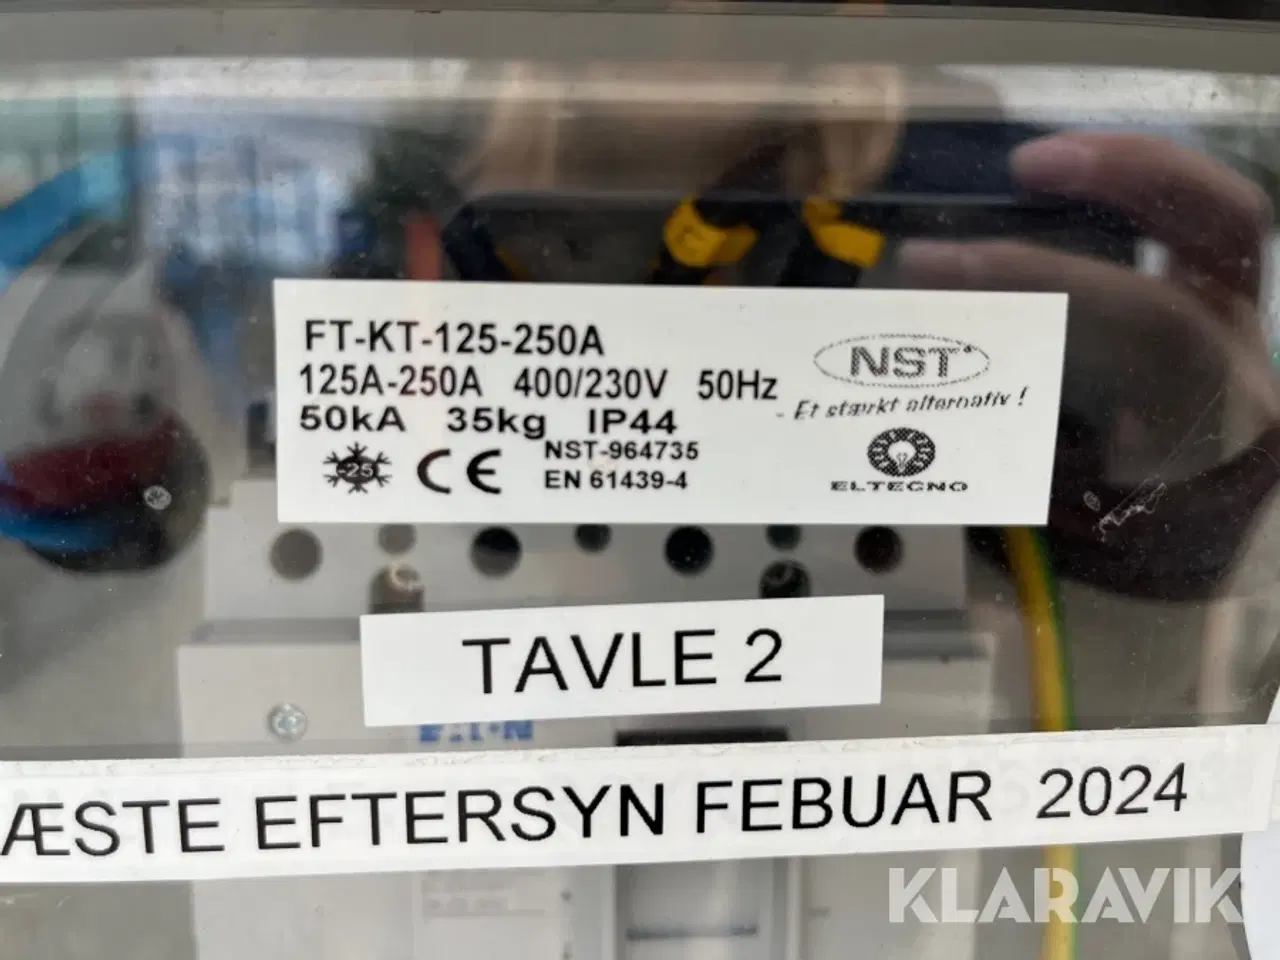 FT-KT-125-250A
125A-250A 400/230V 50Hz
50kA 35kg IP44
-25 CE NST-964735
EN 61439-4
NST
- Et stærkt alternativ !
ELTECNO
TAVLE 2
EATON
ÆSTE EFTERSYN FEBUAR 2024
KLARAVIK